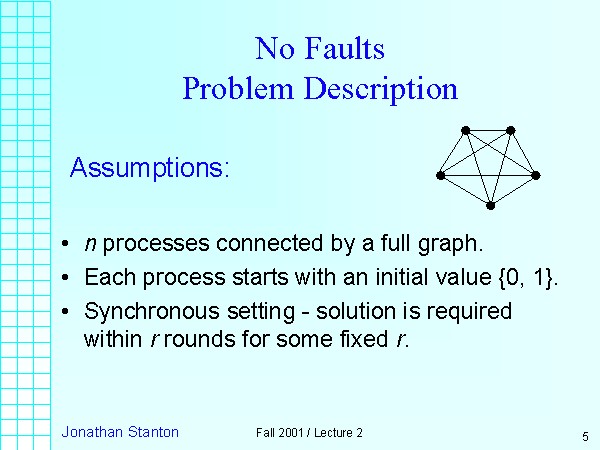 No Faults
Problem Description
Assumptions:
• n processes connected by a full graph.
• Each process starts with an initial value {0, 1}.
• Synchronous setting - solution is required
within r rounds for some fixed r.
Jonathan Stanton
Fall 2001 / Lecture 2
5